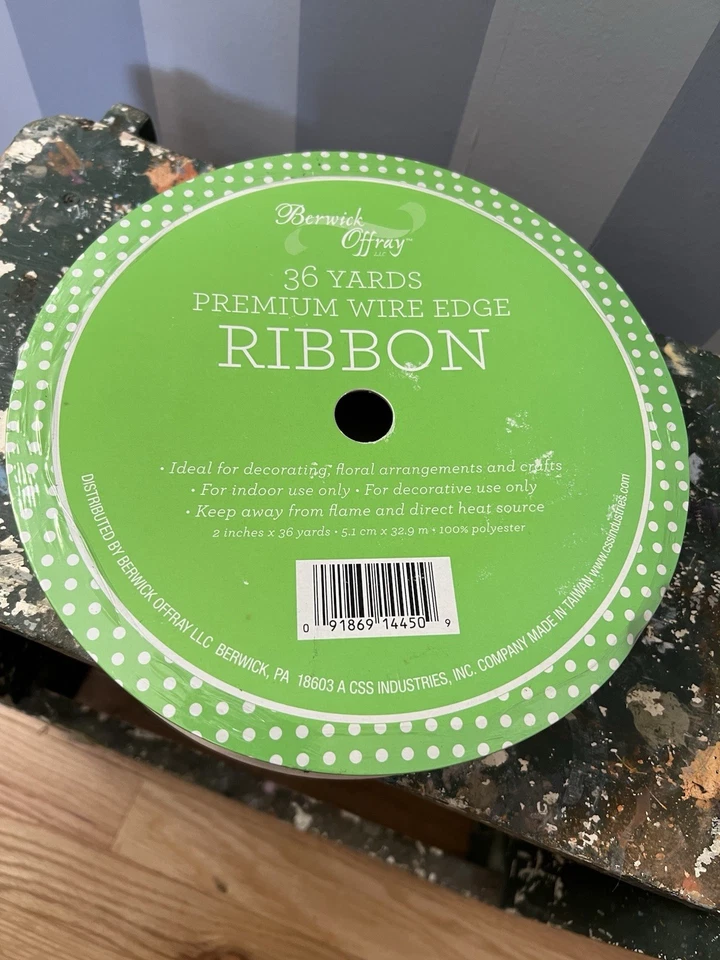 Berwick
Offray™
LLC
36 YARDS
PREMIUM WIRE EDGE
RIBBON
• Ideal for decorating, floral arrangements and crafts
• For indoor use only • For decorative use only
• Keep away from flame and direct heat source
2 inches x 36 yards • 5.1 cm x 32.9 m • 100% polyester
0 91869 14450 9
DISTRIBUTED BY BERWICK OFFRAY LLC BERWICK, PA 18603 A CSS INDUSTRIES, INC. COMPANY MADE IN TAIWAN www.cssindustries.com